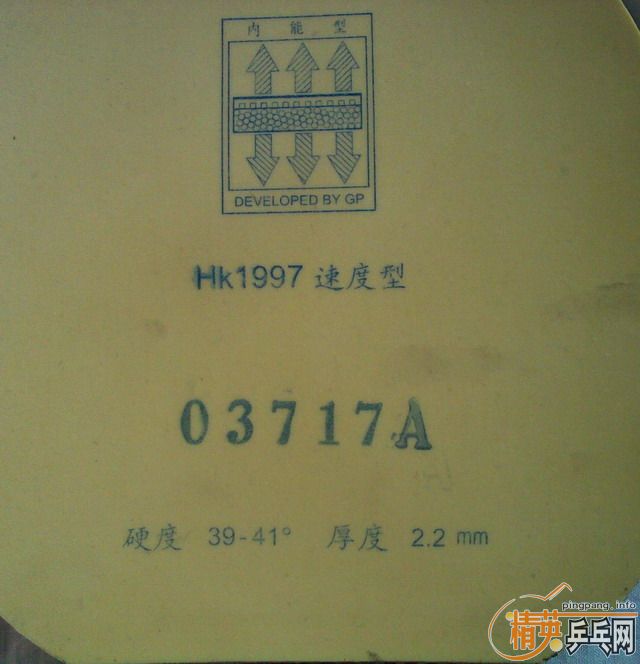 内能型
DEVELOPED BY GP
Hk1997 速度型
03717A
硬度 39-41° 厚度 2.2 mm
pingpang.info
精英乒乓网